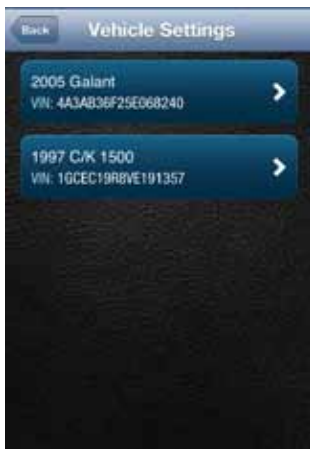 Back
Vehicle Settings
2005 Galant
VIN: 4A3AB36F25E068240
1997 C/K 1500
VIN: 1GCEC19R8VE191357